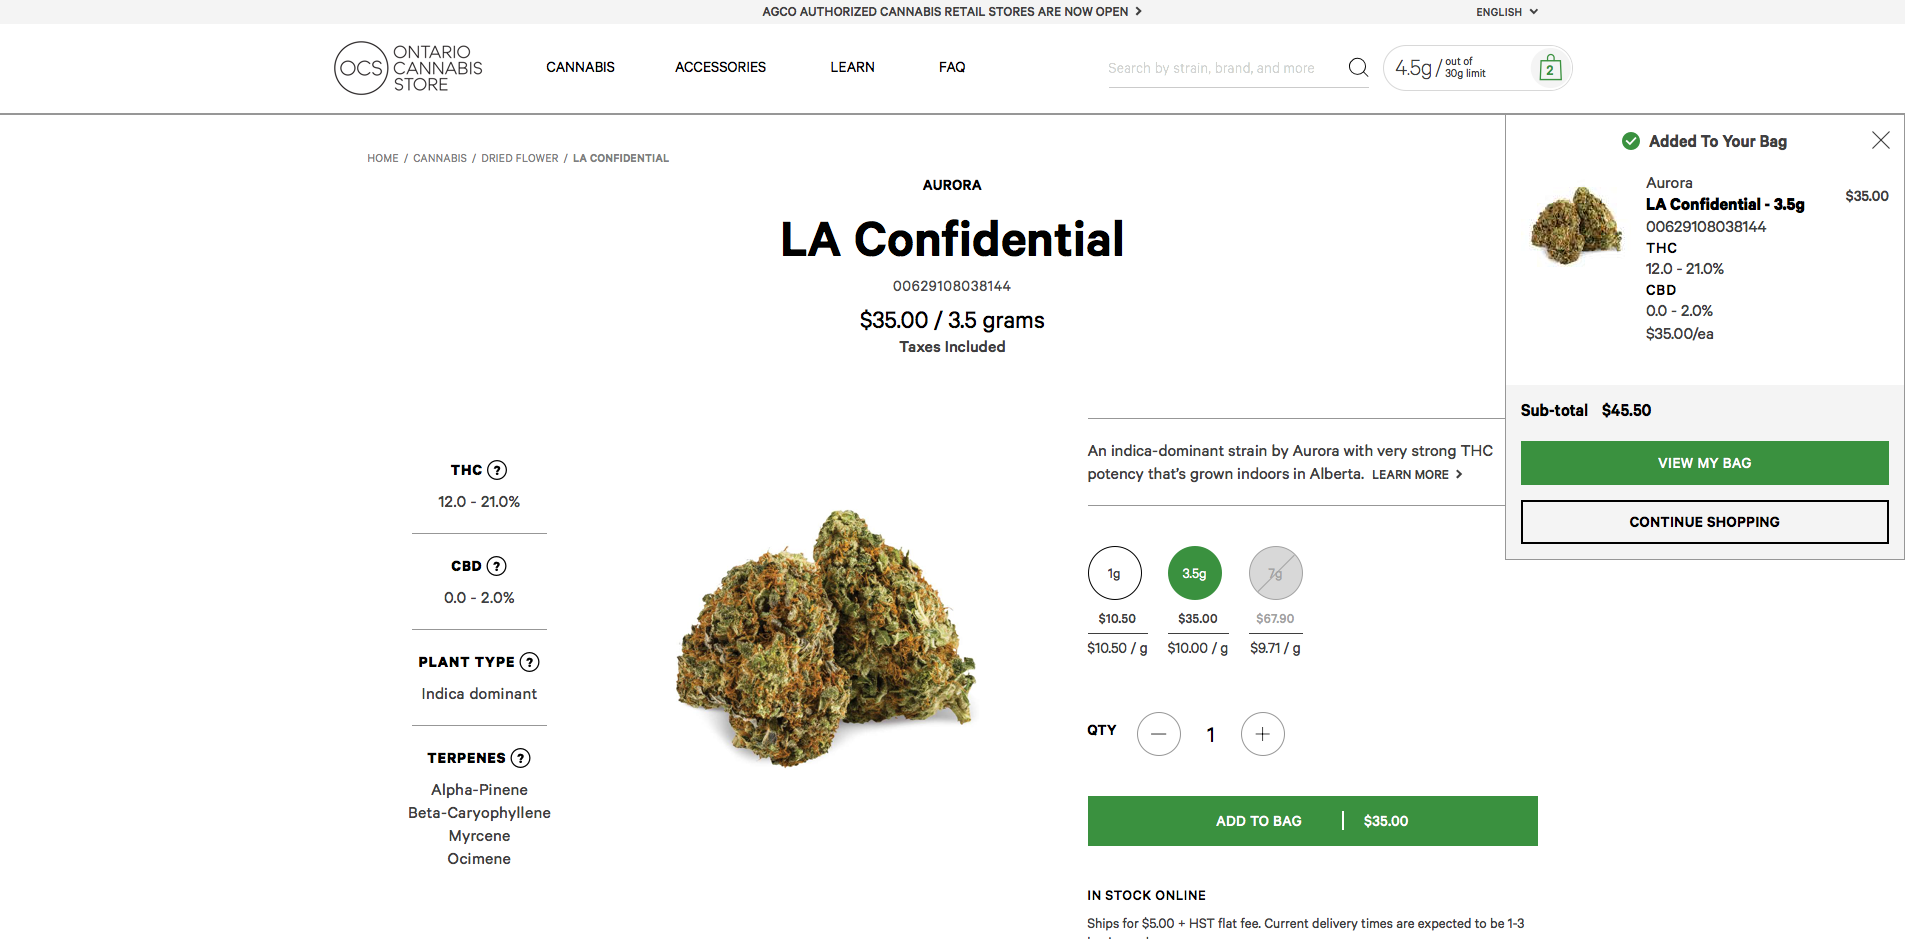 AGCO AUTHORIZED CANNABIS RETAIL STORES ARE NOW OPEN
ENGLISH
OCS
ONTARIO
CANNABIS
STORE
CANNABIS
ACCESSORIES
LEARN
FAQ
Search by strain, brand, and more
4.5g / out of
30g limit
2
HOME / CANNABIS / DRIED FLOWER / LA CONFIDENTIAL
AURORA
LA Confidential
00629108038144
$35.00 / 3.5 grams
Taxes Included
Added To Your Bag
Aurora
LA Confidential - 3.5g
$35.00
00629108038144
THC
12.0 - 21.0%
CBD
0.0 - 2.0%
$35.00/ea
Sub-total $45.50
VIEW MY BAG
CONTINUE SHOPPING
THC ?
12.0 - 21.0%
CBD ?
0.0 - 2.0%
PLANT TYPE ?
Indica dominant
TERPENES ?
Alpha-Pinene
Beta-Caryophyllene
Myrcene
Ocimene
An indica-dominant strain by Aurora with very strong THC
potency that's grown indoors in Alberta. LEARN MORE
1g 3.5g 7g
$10.50 $35.00 $67.90
$10.50 / g $10.00 / g $9.71 / g
QTY 1
ADD TO BAG | $35.00
IN STOCK ONLINE
Ships for $5.00 + HST flat fee. Current delivery times are expected to be 1-3